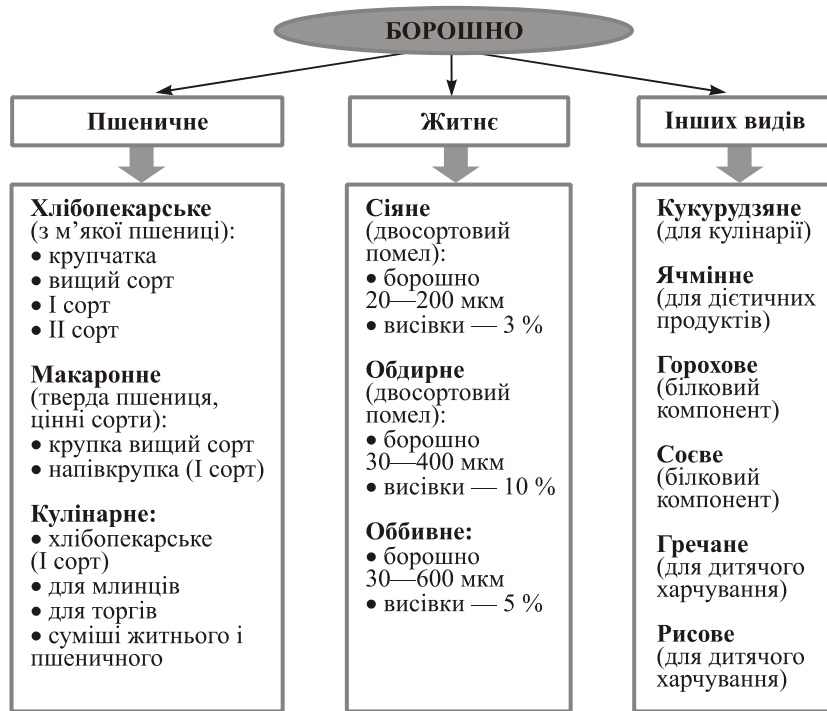 БОРОШНО
Пшеничне
Хлібопекарське
(з м’якої пшениці):
• крупчатка
• вищий сорт
• І сорт
• ІІ сорт
Макаронне
(тверда пшениця,
цінні сорти):
• крупка вищий сорт
• напівкрупка (І сорт)
Кулінарне:
• хлібопекарське
(І сорт)
• для млинців
• для торгів
• суміші житнього і
пшеничного
Житнє
Сіяне
(двосортовий
помел):
• борошно
20—200 мкм
• висівки — 3 %
Обдирне
(двосортовий
помел):
• борошно
30—400 мкм
• висівки — 10 %
Оббивне:
• борошно
30—600 мкм
• висівки — 5 %
Інших видів
Кукурудзяне
(для кулінарії)
Ячмінне
(для дієтичних
продуктів)
Горохове
(білковий
компонент)
Соєве
(білковий
компонент)
Гречане
(для дитячого
харчування)
Рисове
(для дитячого
харчування)